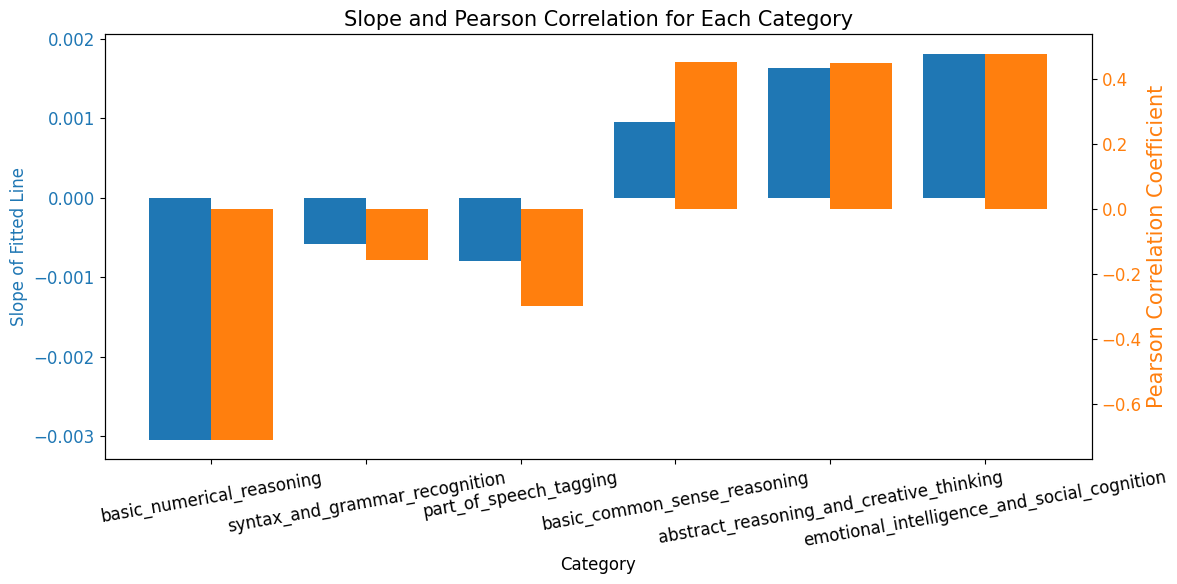 Slope and Pearson Correlation for Each Category
0.002
0.001
0.000
−0.001
−0.002
−0.003
Slope of Fitted Line
0.4
0.2
0.0
−0.2
−0.4
−0.6
Pearson Correlation Coefficient
basic_numerical_reasoning
syntax_and_grammar_recognition
part_of_speech_tagging
basic_common_sense_reasoning
abstract_reasoning_and_creative_thinking
emotional_intelligence_and_social_cognition
Category